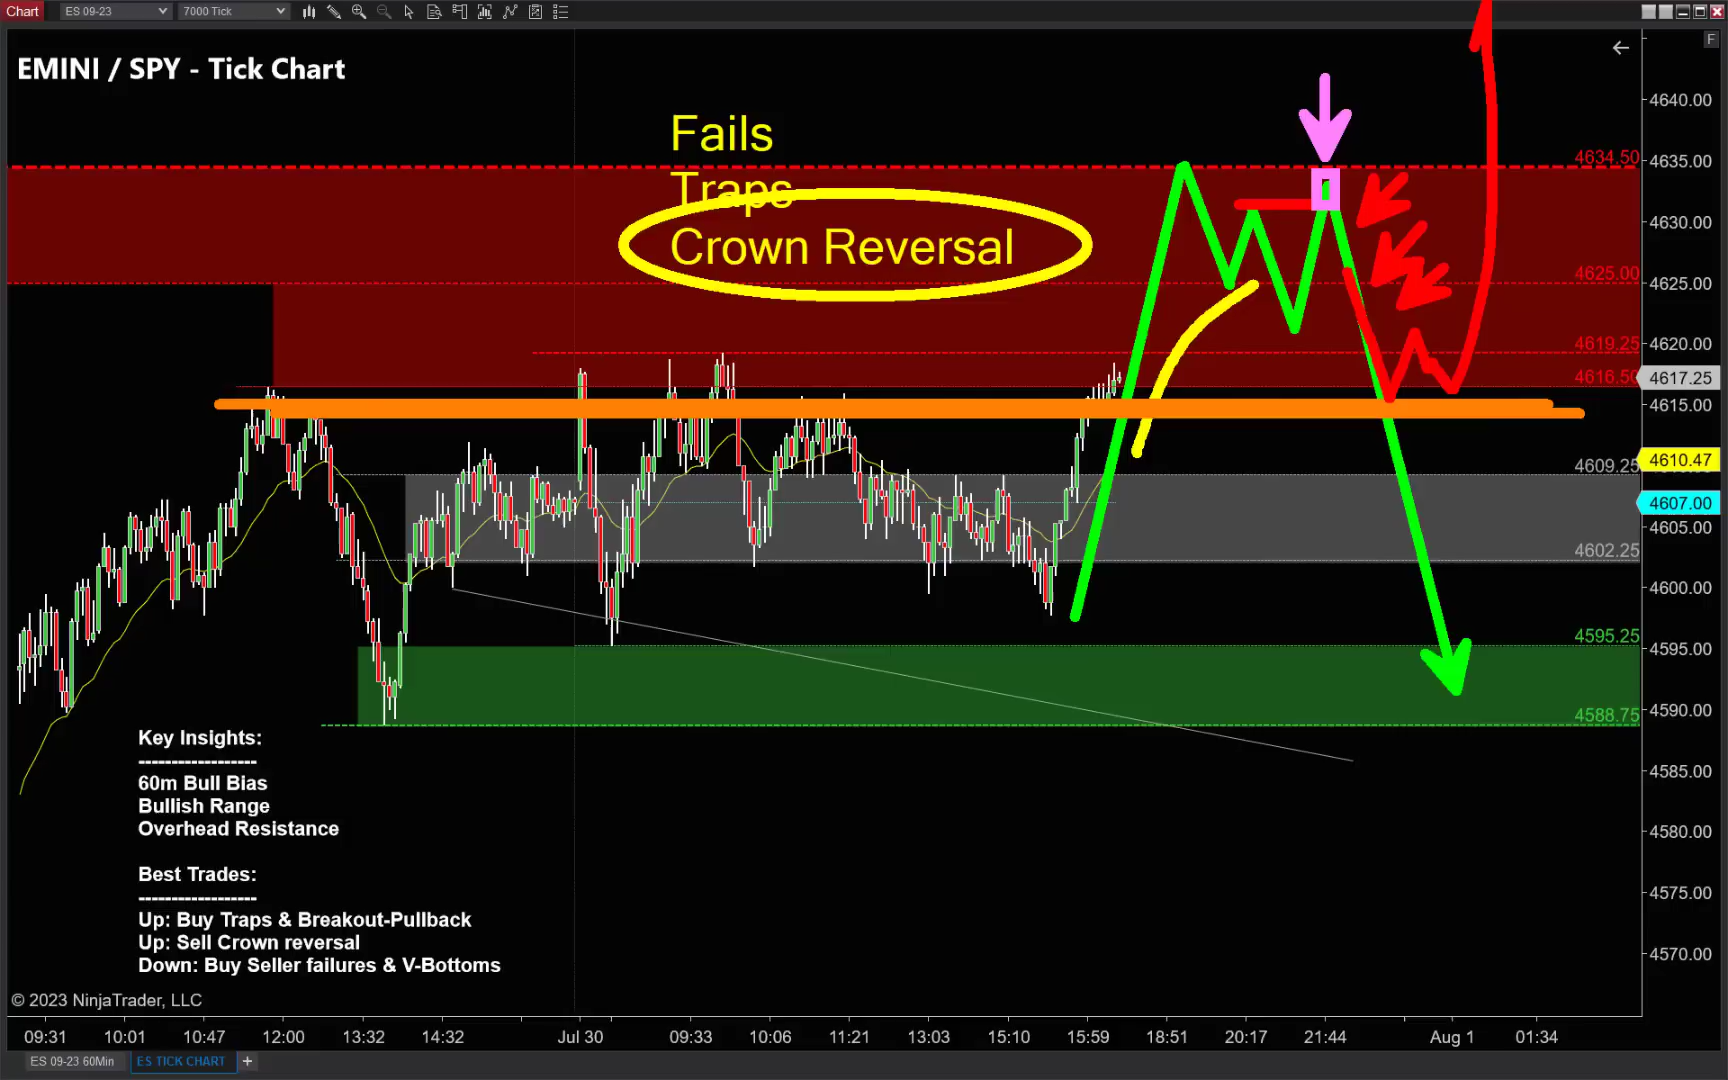 Chart
ES 09-23
7000 Tick
F
EMINI / SPY - Tick Chart
Fails
Traps
Crown Reversal
4640.00
4634.50
4635.00
4630.00
4625.00
4625.00
4619.25
4620.00
4616.50
4617.25
4615.00
4609.25
4610.47
4607.00
4605.00
4602.25
4600.00
4595.25
4595.00
4588.75
4590.00
4585.00
4580.00
4575.00
4570.00
Key Insights:
------------------
60m Bull Bias
Bullish Range
Overhead Resistance
Best Trades:
------------------
Up: Buy Traps & Breakout-Pullback
Up: Sell Crown reversal
Down: Buy Seller failures & V-Bottoms
© 2023 NinjaTrader, LLC
09:31 10:01 10:47 12:00 13:32 14:32 Jul 30 09:33 10:06 11:21 13:03 15:10 15:59 18:51 20:17 21:44 Aug 1 01:34
ES 09-23 60Min ES TICK CHART +